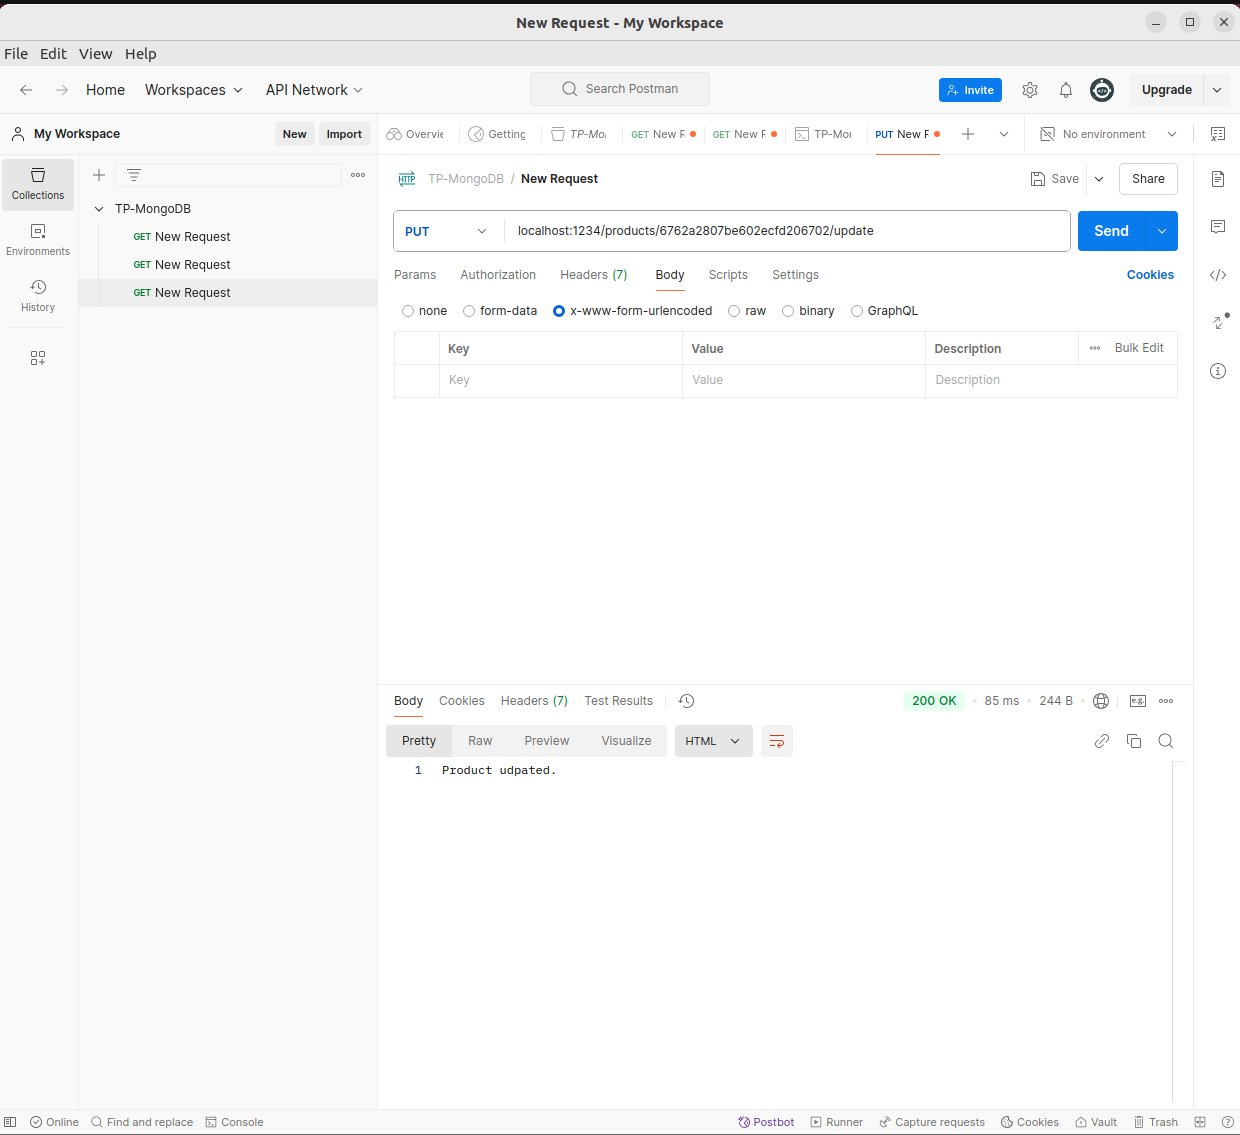 New Request - My Workspace
File Edit View Help
Home Workspaces API Network Search Postman Invite Upgrade
My Workspace New Import
Overvie Getting TP-Mo GET New F GET New F TP-Mor PUT New F No environment
Collections
Environments
History
TP-MongoDB
GET New Request
GET New Request
GET New Request
HTTP TP-MongoDB / New Request Save Share
PUT localhost:1234/products/6762a2807be602ecfd206702/update Send
Params Authorization Headers (7) Body Scripts Settings Cookies
none form-data x-www-form-urlencoded raw binary GraphQL
Key Value Description Bulk Edit
Key Value Description
Body Cookies Headers (7) Test Results 200 OK 85 ms 244 B e.g.
Pretty Raw Preview Visualize HTML
1 Product udpated.
Online Find and replace Console Postbot Runner Capture requests Cookies Vault Trash